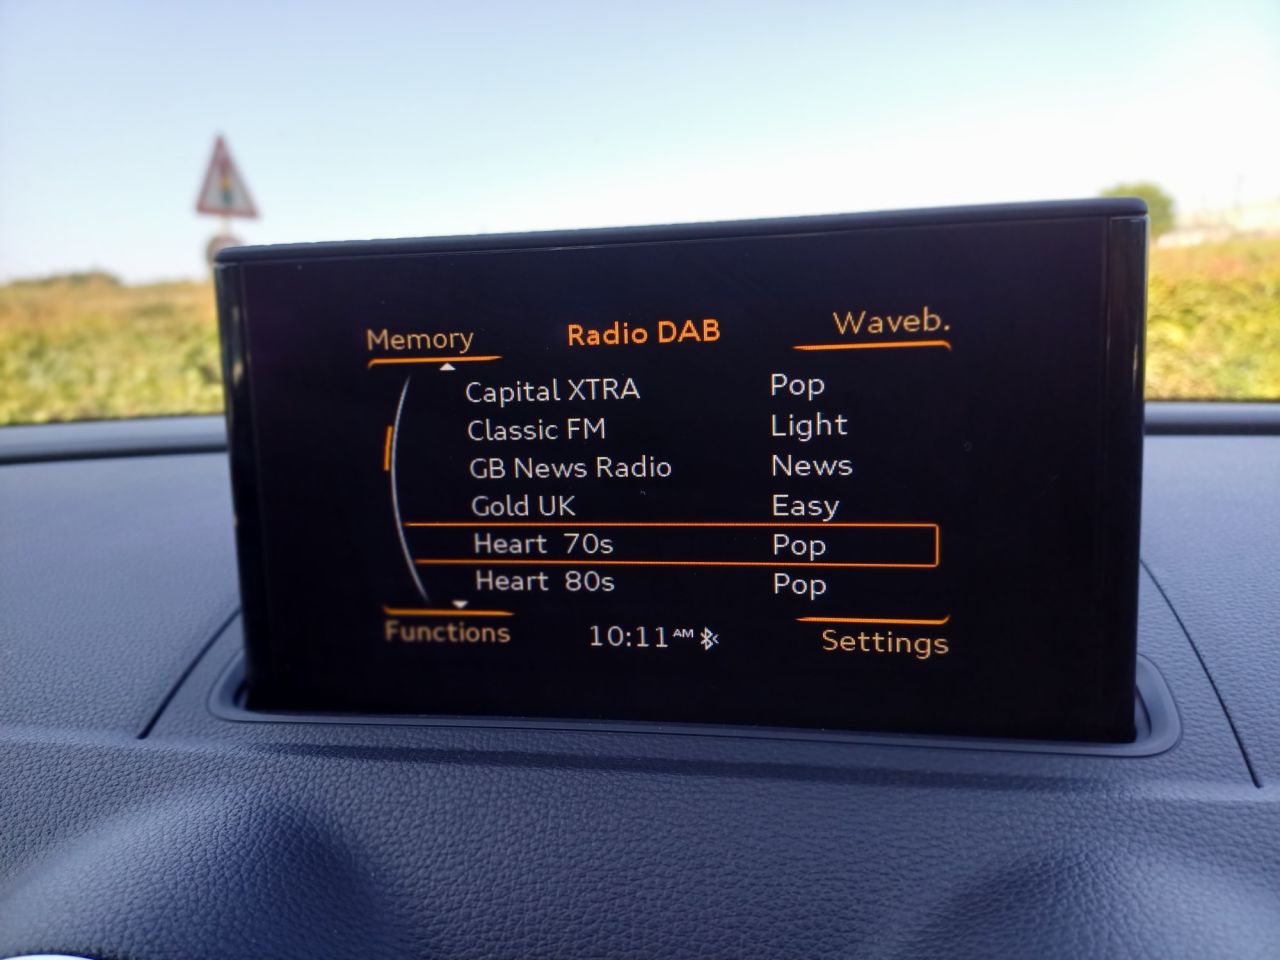 Memory Radio DAB Waveb.
Capital XTRA Pop
Classic FM Light
GB News Radio News
Gold UK Easy
Heart 70s Pop
Heart 80s Pop
Functions 10:11 AM Settings